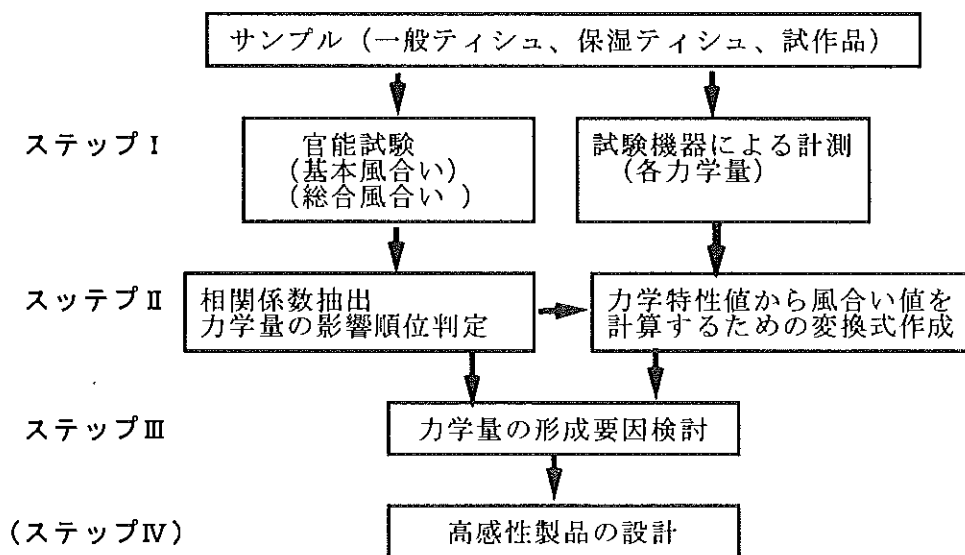 サンプル（一般ティシュ、保湿ティシュ、試作品）
ステップⅠ
官能試験
（基本風合い）
（総合風合い ）
試験機器による計測
（各力学量）
スッテプⅡ
相関係数抽出
力学量の影響順位判定
力学特性値から風合い値を
計算するための変換式作成
ステップⅢ
力学量の形成要因検討
（ステップⅣ）
高感性製品の設計